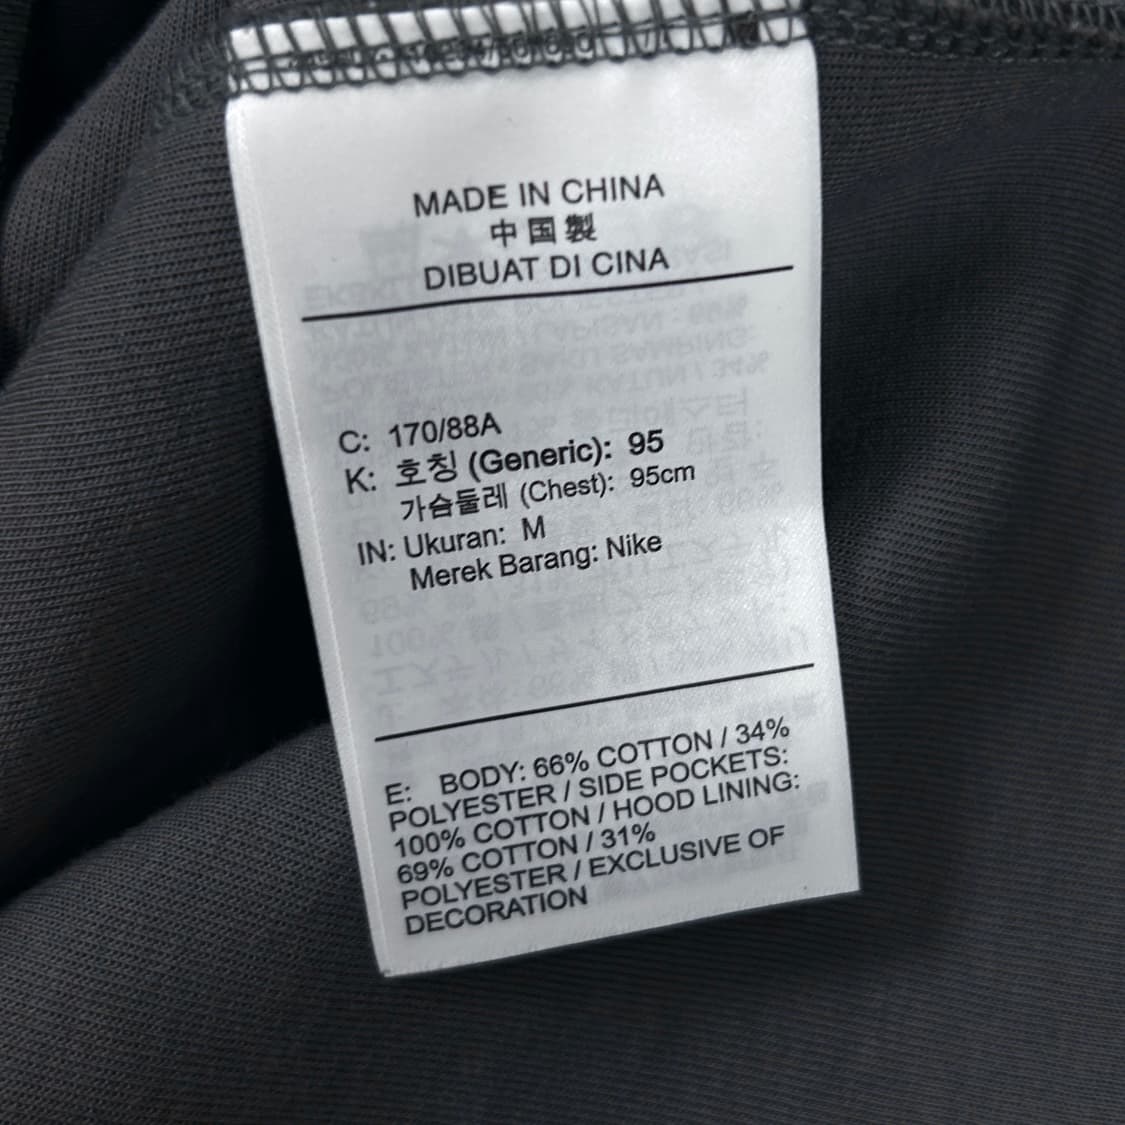 MADE IN CHINA
中国製
DIBUAT DI CINA
C: 170/88A
K: 호칭 (Generic): 95
가슴둘레 (Chest): 95cm
IN: Ukuran: M
Merek Barang: Nike
E: BODY: 66% COTTON / 34%
POLYESTER / SIDE POCKETS:
100% COTTON / HOOD LINING:
69% COTTON / 31%
POLYESTER / EXCLUSIVE OF
DECORATION